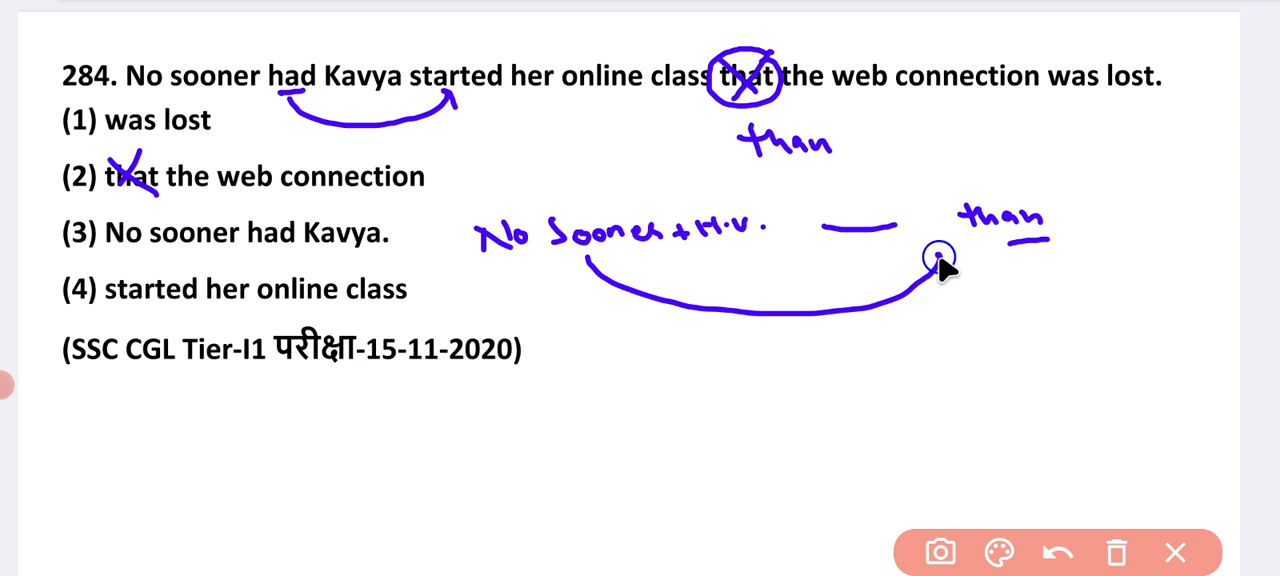 284. No sooner had Kavya started her online class that the web connection was lost.
(1) was lost
than
(2) that the web connection
(3) No sooner had Kavya.
No Sooner + H.V. — than
(4) started her online class
(SSC CGL Tier-I1 परीक्षा-15-11-2020)